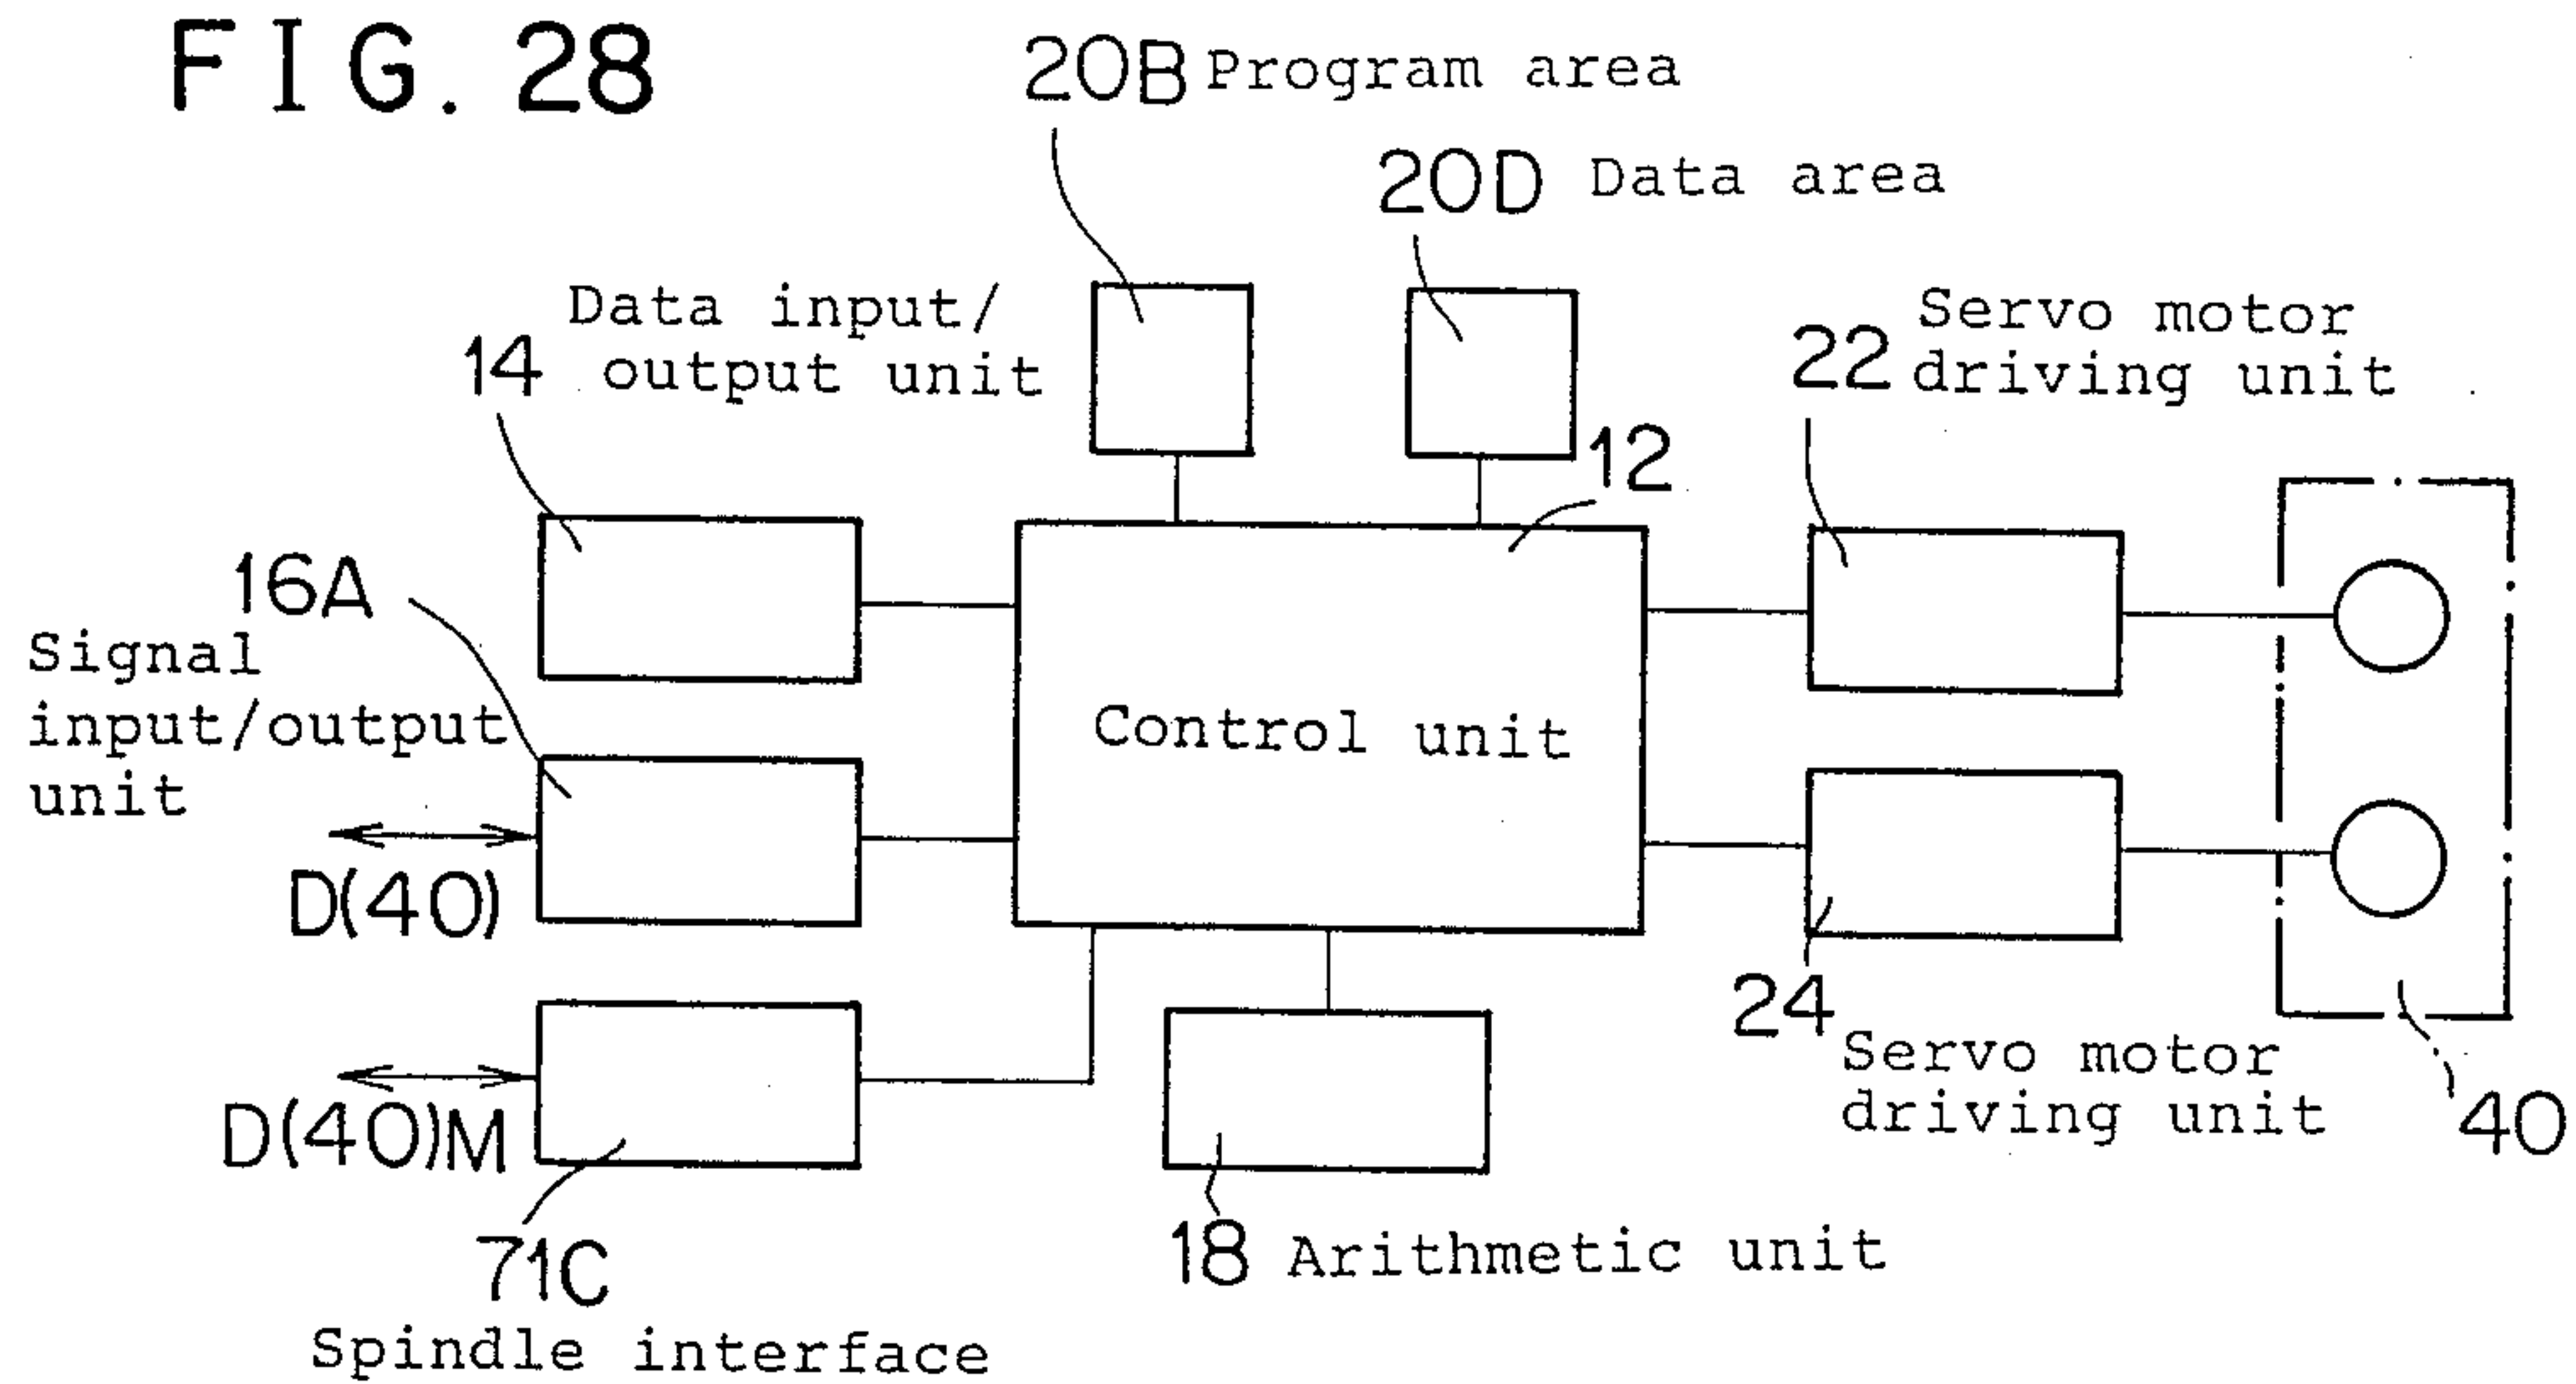 FIG. 28
20B Program area
20D Data area
Data input/
14 output unit
Servo motor
22 driving unit
12
16A
Signal
input/output
unit
Control unit
D(40)
24
Servo motor
driving unit
40
D(40)M
71C
Spindle interface
18 Arithmetic unit